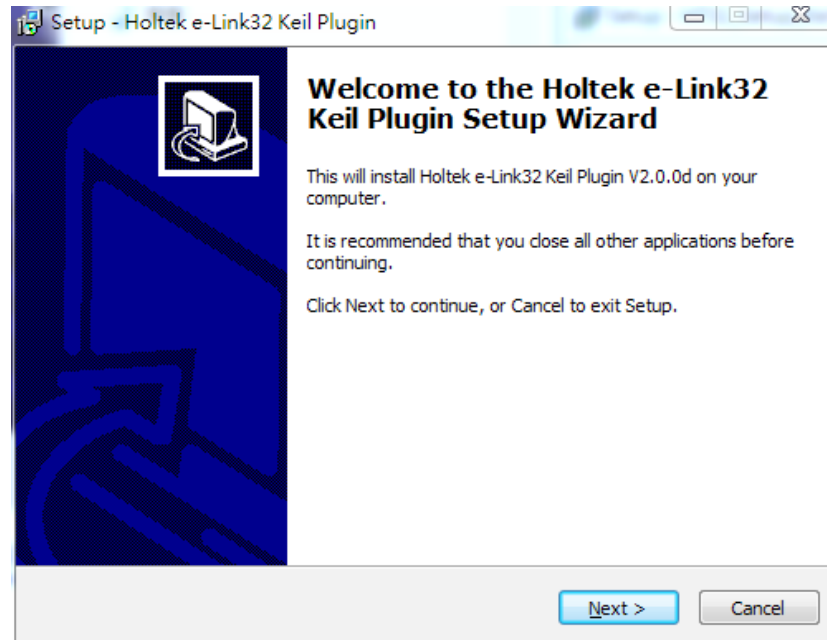 Setup - Holtek e-Link32 Keil Plugin
Welcome to the Holtek e-Link32
Keil Plugin Setup Wizard
This will install Holtek e-Link32 Keil Plugin V2.0.0d on your
computer.
It is recommended that you close all other applications before
continuing.
Click Next to continue, or Cancel to exit Setup.
Next >
Cancel